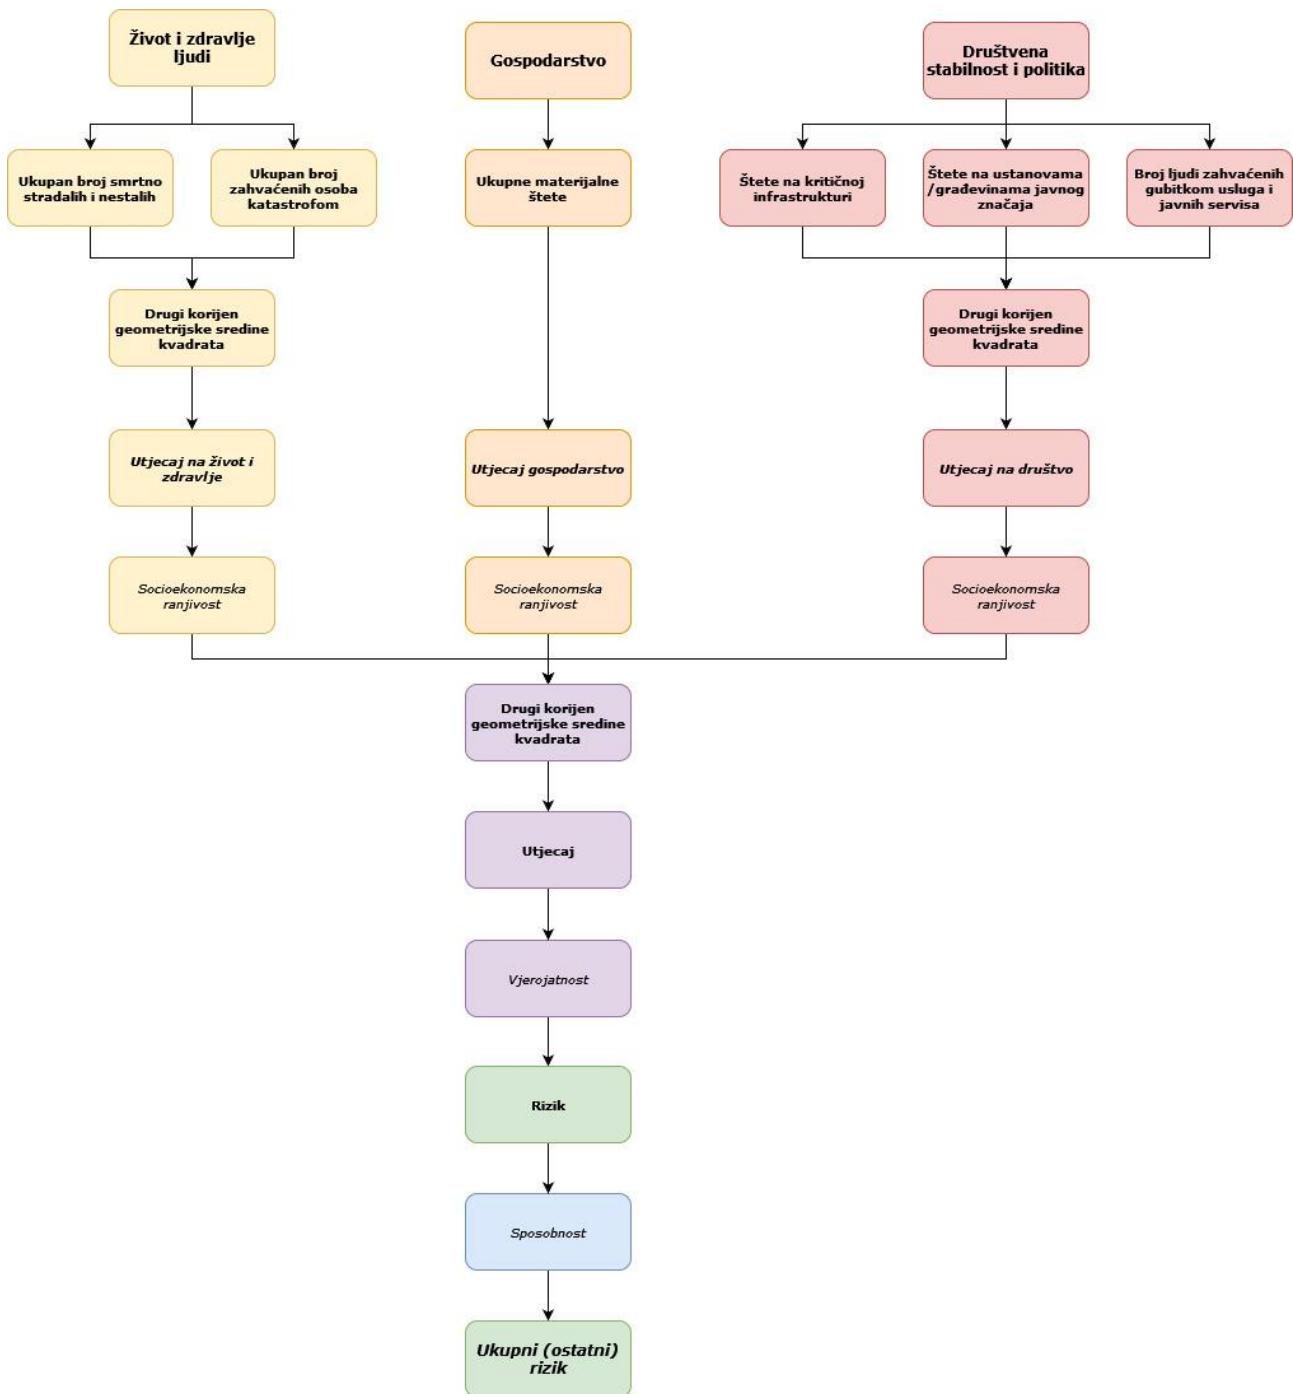 Život i zdravlje
ljudi
Gospodarstvo
Društvena
stabilnost i politika
Ukupan broj smrtno
stradalih i nestalih
Ukupan broj
zahvaćenih osoba
katastrofom
Ukupne materijalne
štete
Štete na kritičnoj
infrastrukturi
Štete na ustanovama
/građevinama javnog
značaja
Broj ljudi zahvaćenih
gubitkom usluga i
javnih servisa
Drugi korijen
geometrijske sredine
kvadrata
Drugi korijen
geometrijske sredine
kvadrata
Utjecaj na život i
zdravlje
Utjecaj gospodarstvo
Utjecaj na društvo
Socioekonomska
ranjivost
Socioekonomska
ranjivost
Socioekonomska
ranjivost
Drugi korijen
geometrijske sredine
kvadrata
Utjecaj
Vjerojatnost
Rizik
Sposobnost
Ukupni (ostatni)
rizik